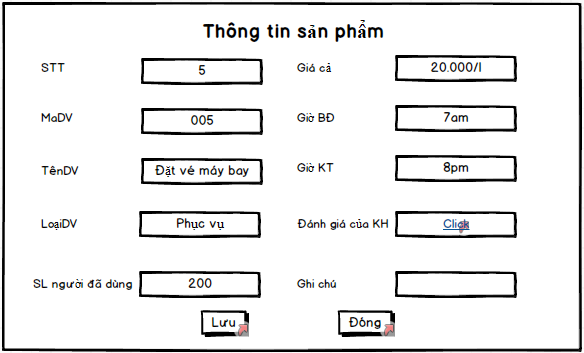 Thông tin sản phẩm
STT 5 Giá cả 20.000/l
MaDV 005 Giờ BĐ 7am
TênDV Đặt vé máy bay Giờ KT 8pm
LoạiDV Phục vụ Đánh giá của KH Click
SL người đã dùng 200 Ghi chú
Lưu Đóng